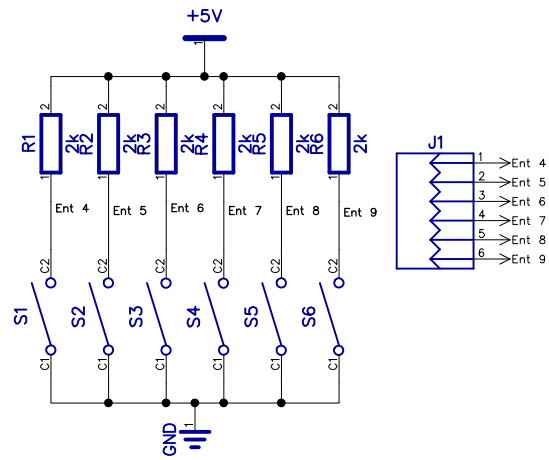 +5V
1
2 2 2 2 2 2
R1 2k R2 2k R3 2k R4 2k R5 2k R6 2k
1 1 1 1 1 1
Ent 4 Ent 5 Ent 6 Ent 7 Ent 8 Ent 9
C2 C2 C2 C2 C2 C2
S1 S2 S3 S4 S5 S6
C1 C1 C1 C1 C1 C1
GND 1
J1
1 Ent 4
2 Ent 5
3 Ent 6
4 Ent 7
5 Ent 8
6 Ent 9